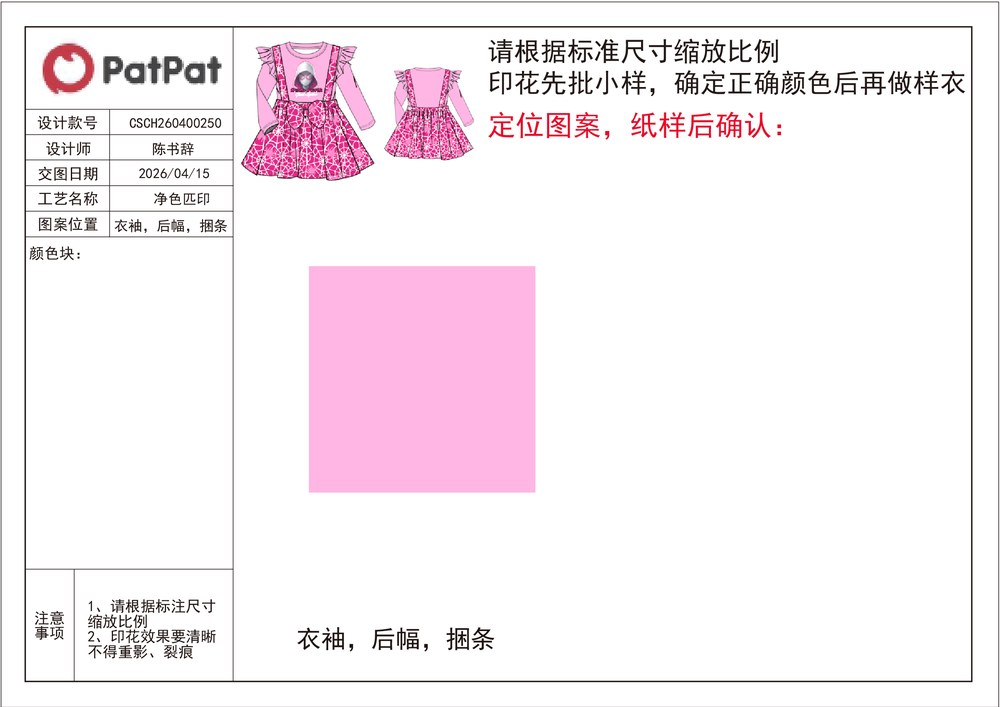 PatPat
设计款号 CSCH260400250
设计师 陈书辞
交图日期 2026/04/15
工艺名称 净色匹印
图案位置 衣袖，后幅，捆条
颜色块：
注意
事项
1、请根据标注尺寸
缩放比例
2、印花效果要清晰
不得重影、裂痕
请根据标准尺寸缩放比例
印花先批小样，确定正确颜色后再做样衣
定位图案，纸样后确认：
衣袖，后幅，捆条